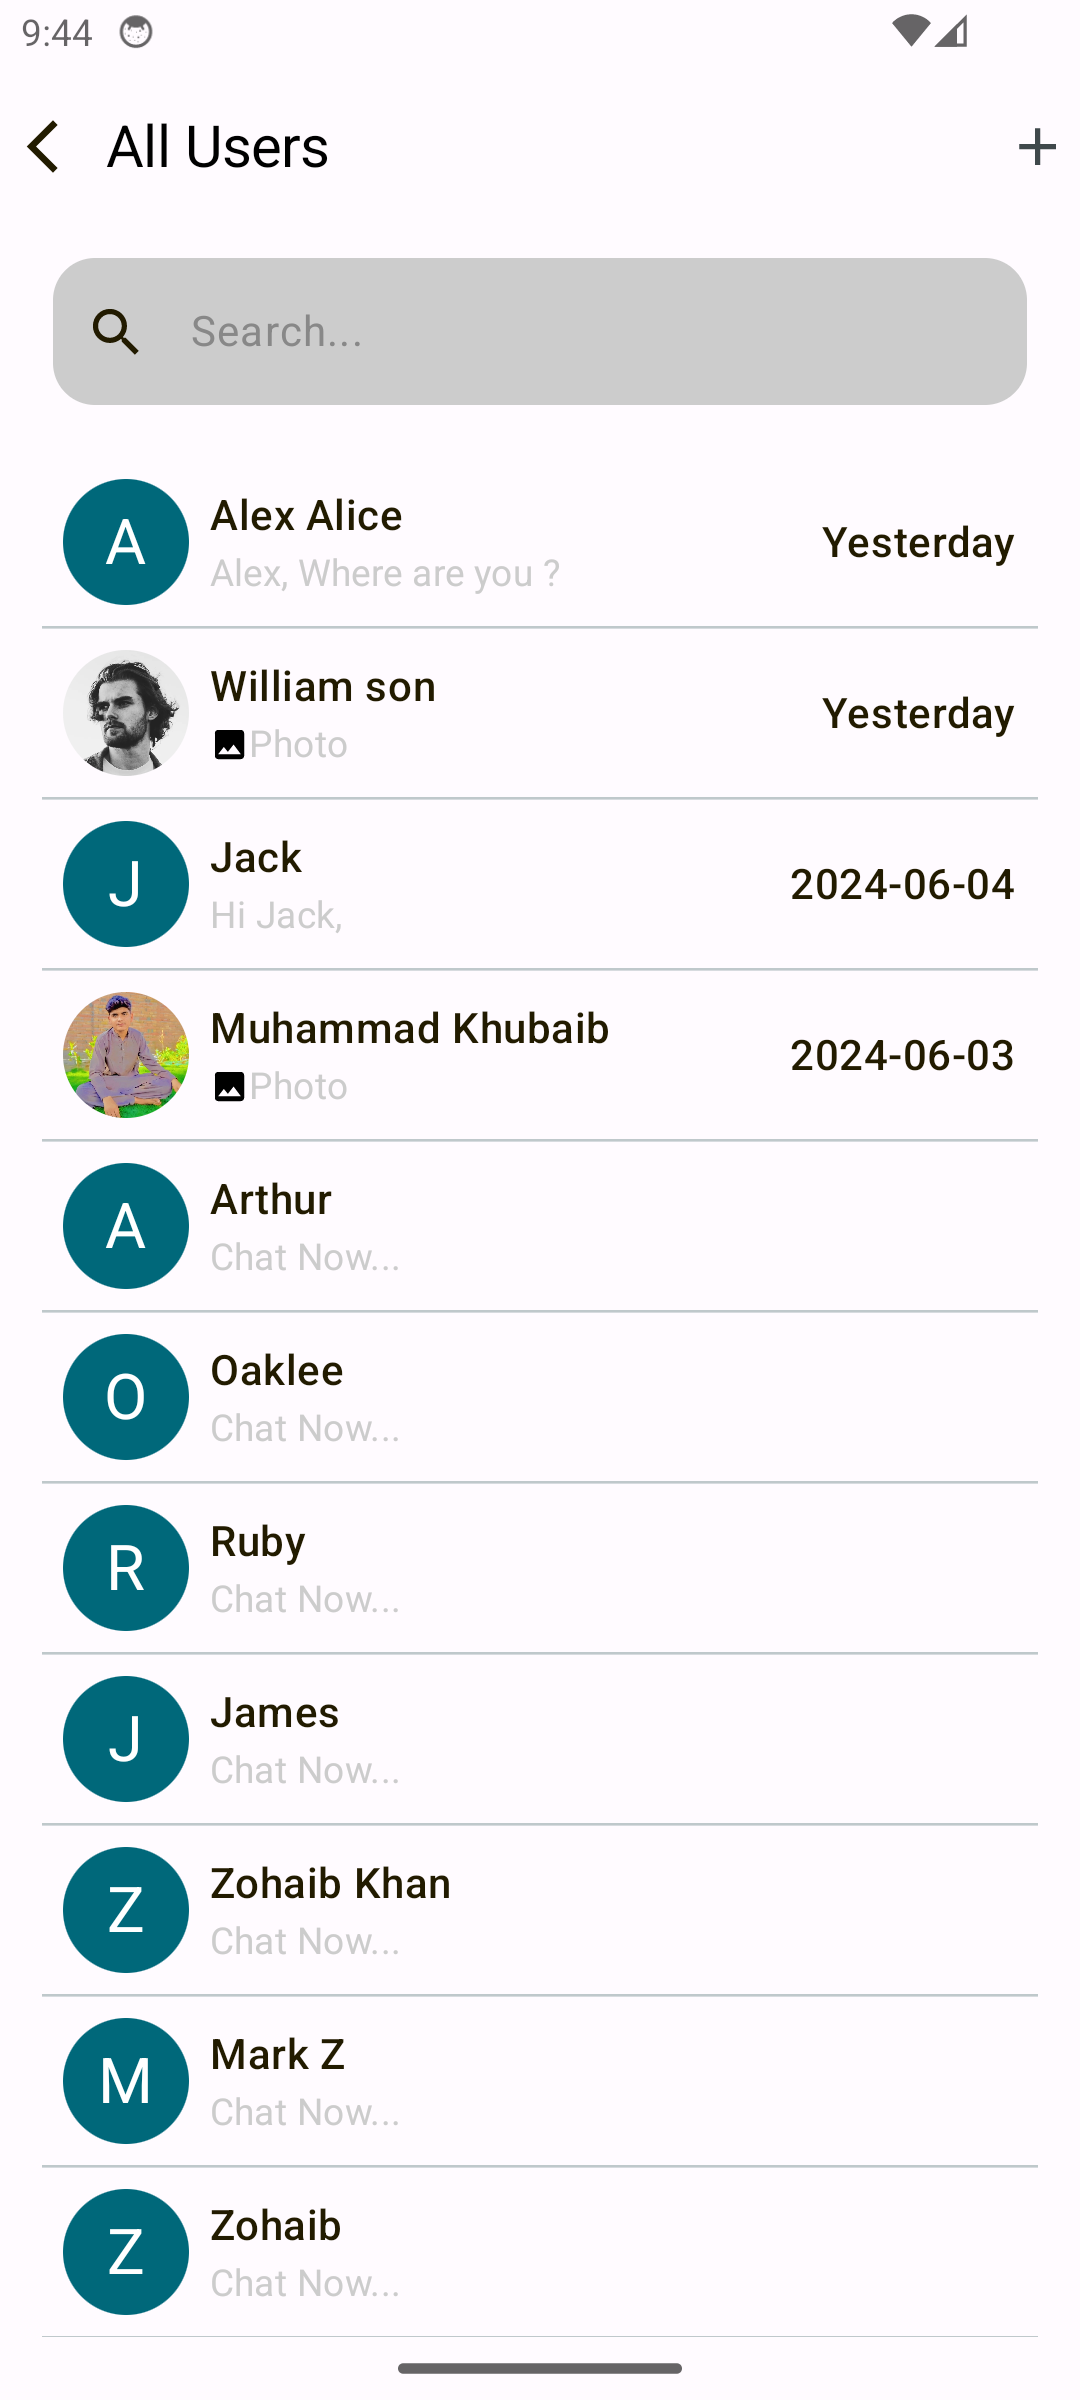 9:44
All Users
Search...
A
Alex Alice
Yesterday
Alex, Where are you ?
William son
Yesterday
Photo
J
Jack
2024-06-04
Hi Jack,
Muhammad Khubaib
2024-06-03
Photo
A
Arthur
Chat Now...
O
Oaklee
Chat Now...
R
Ruby
Chat Now...
J
James
Chat Now...
Z
Zohaib Khan
Chat Now...
M
Mark Z
Chat Now...
Z
Zohaib
Chat Now...